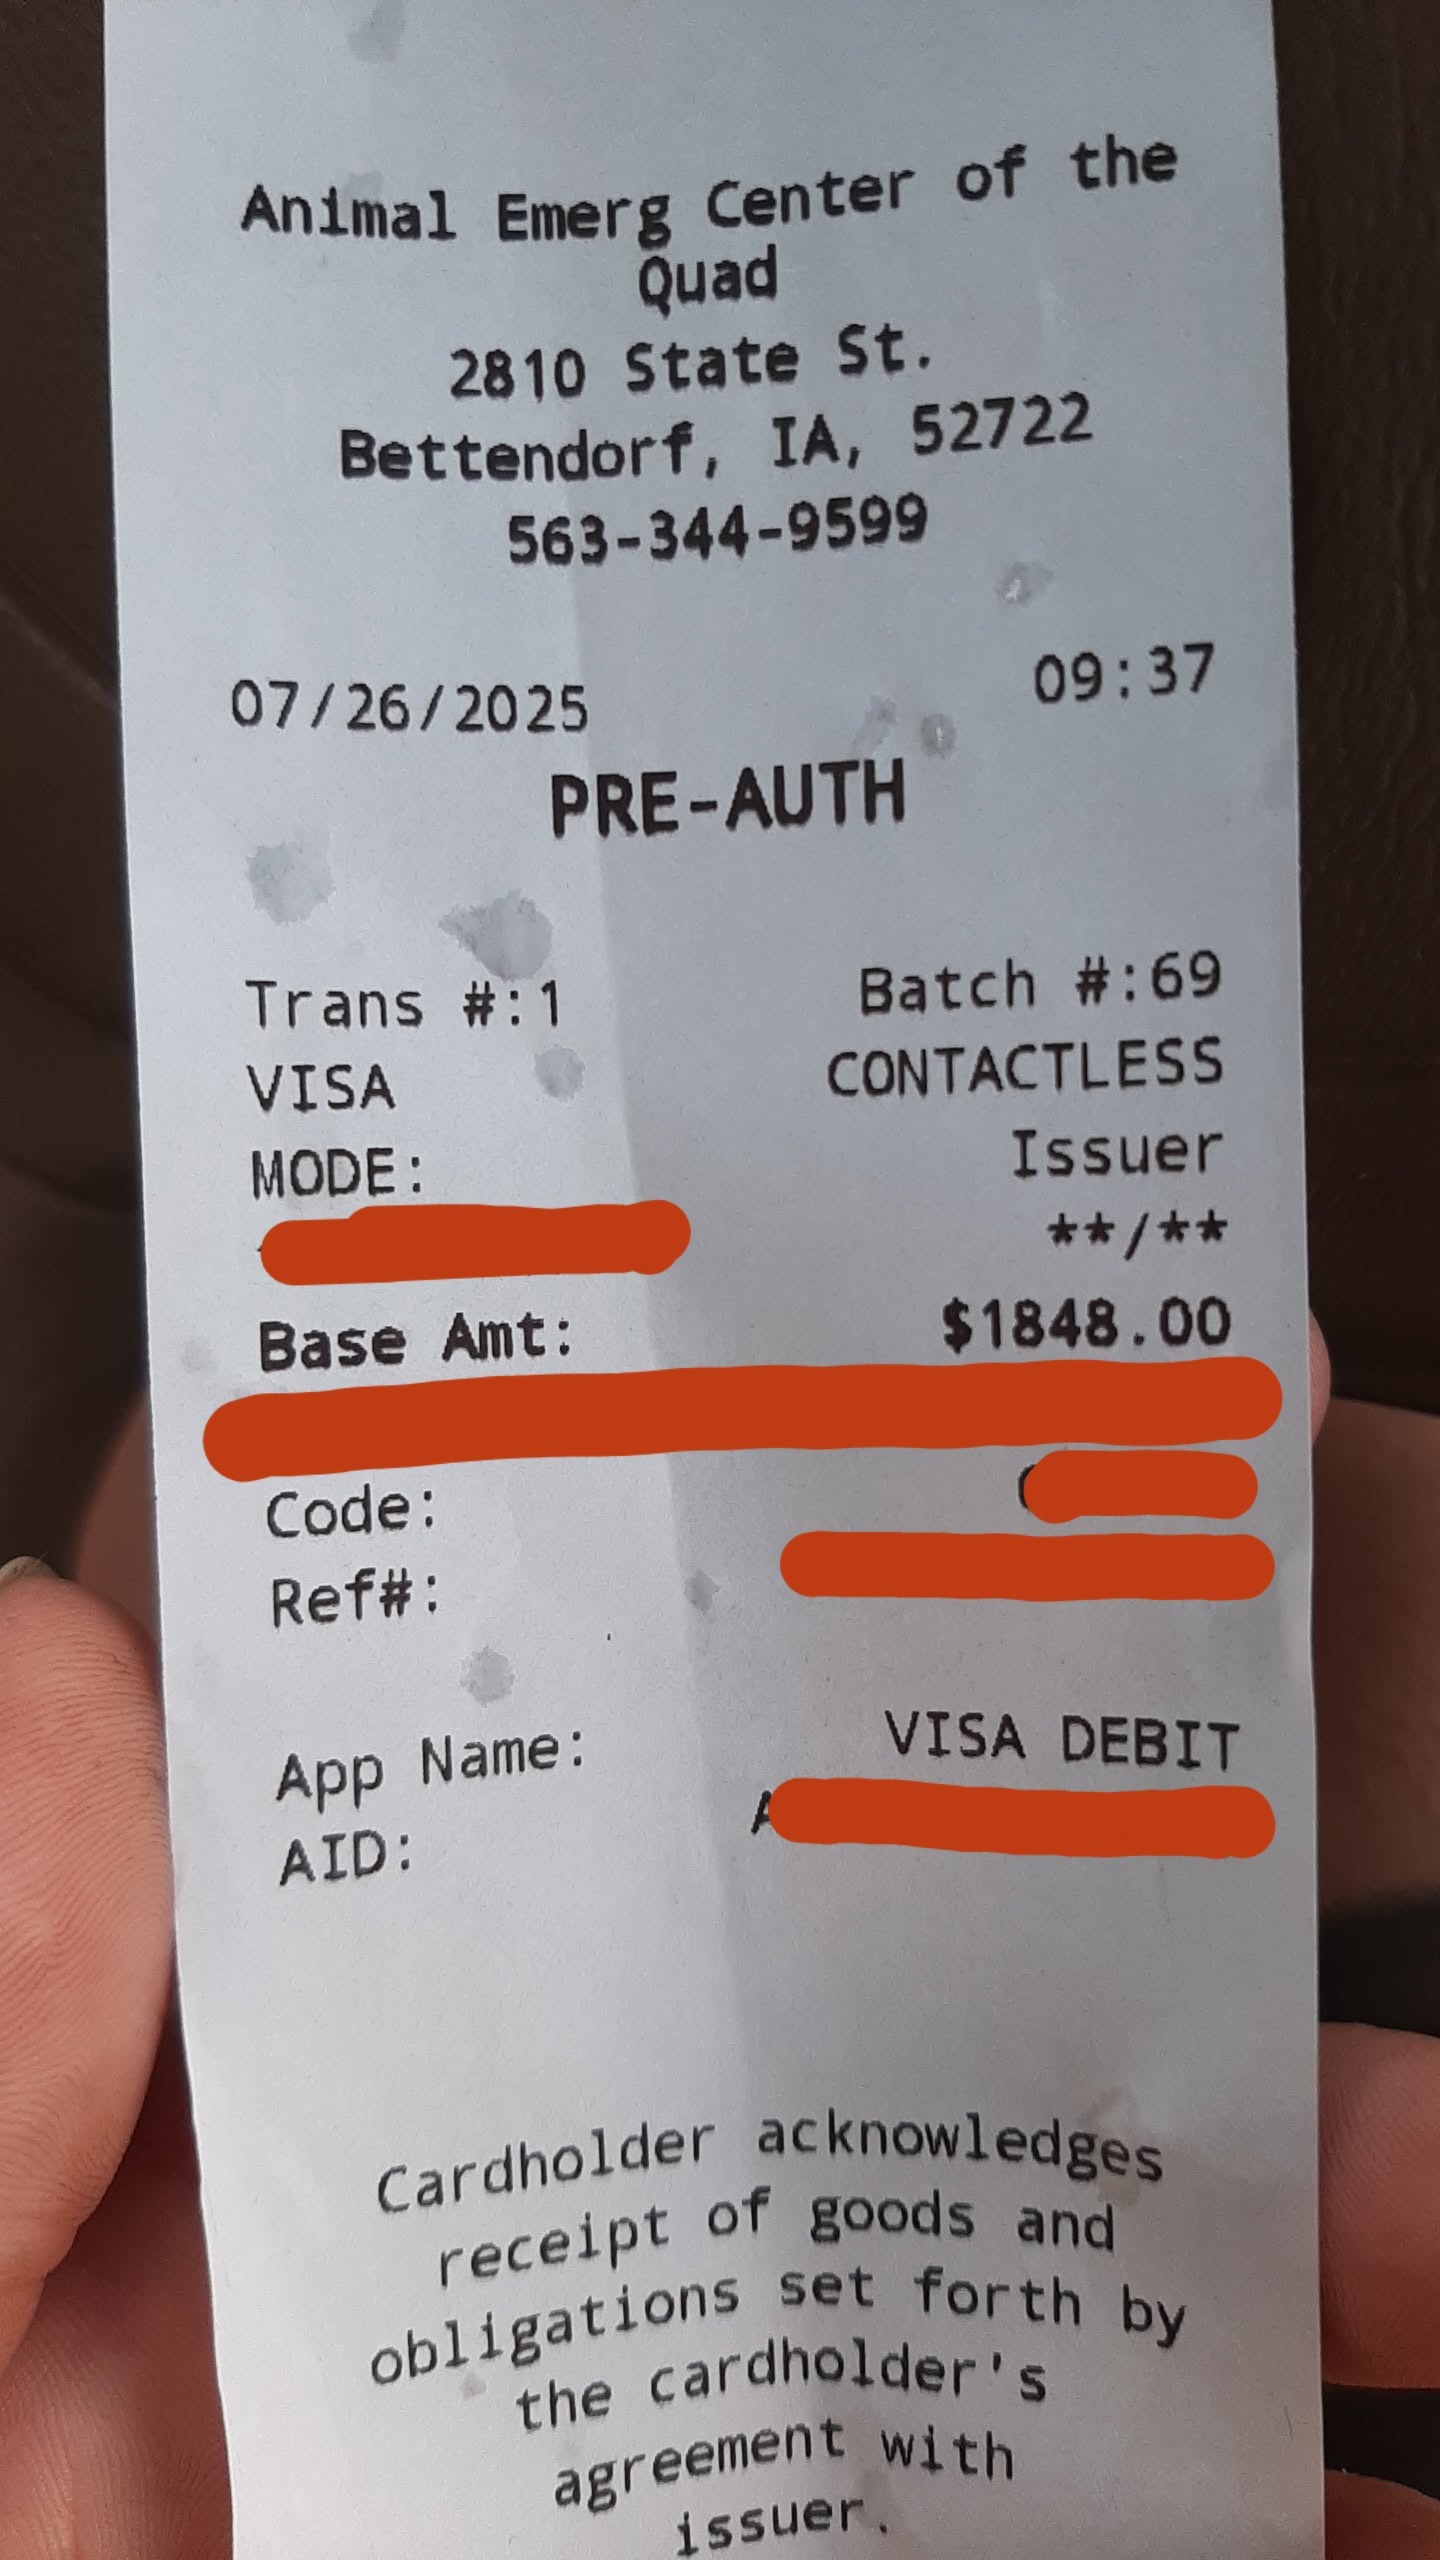 Animal Emerg Center of the
Quad
2810 State St.
Bettendorf, IA, 52722
563-344-9599
07/26/2025 09:37
PRE-AUTH
Trans #:1 Batch #:69
VISA CONTACTLESS
MODE: Issuer
**/**
Base Amt: $1848.00
Code:
Ref#:
App Name: VISA DEBIT
AID: A
Cardholder acknowledges
receipt of goods and
obligations set forth by
the cardholder's
agreement with
issuer.